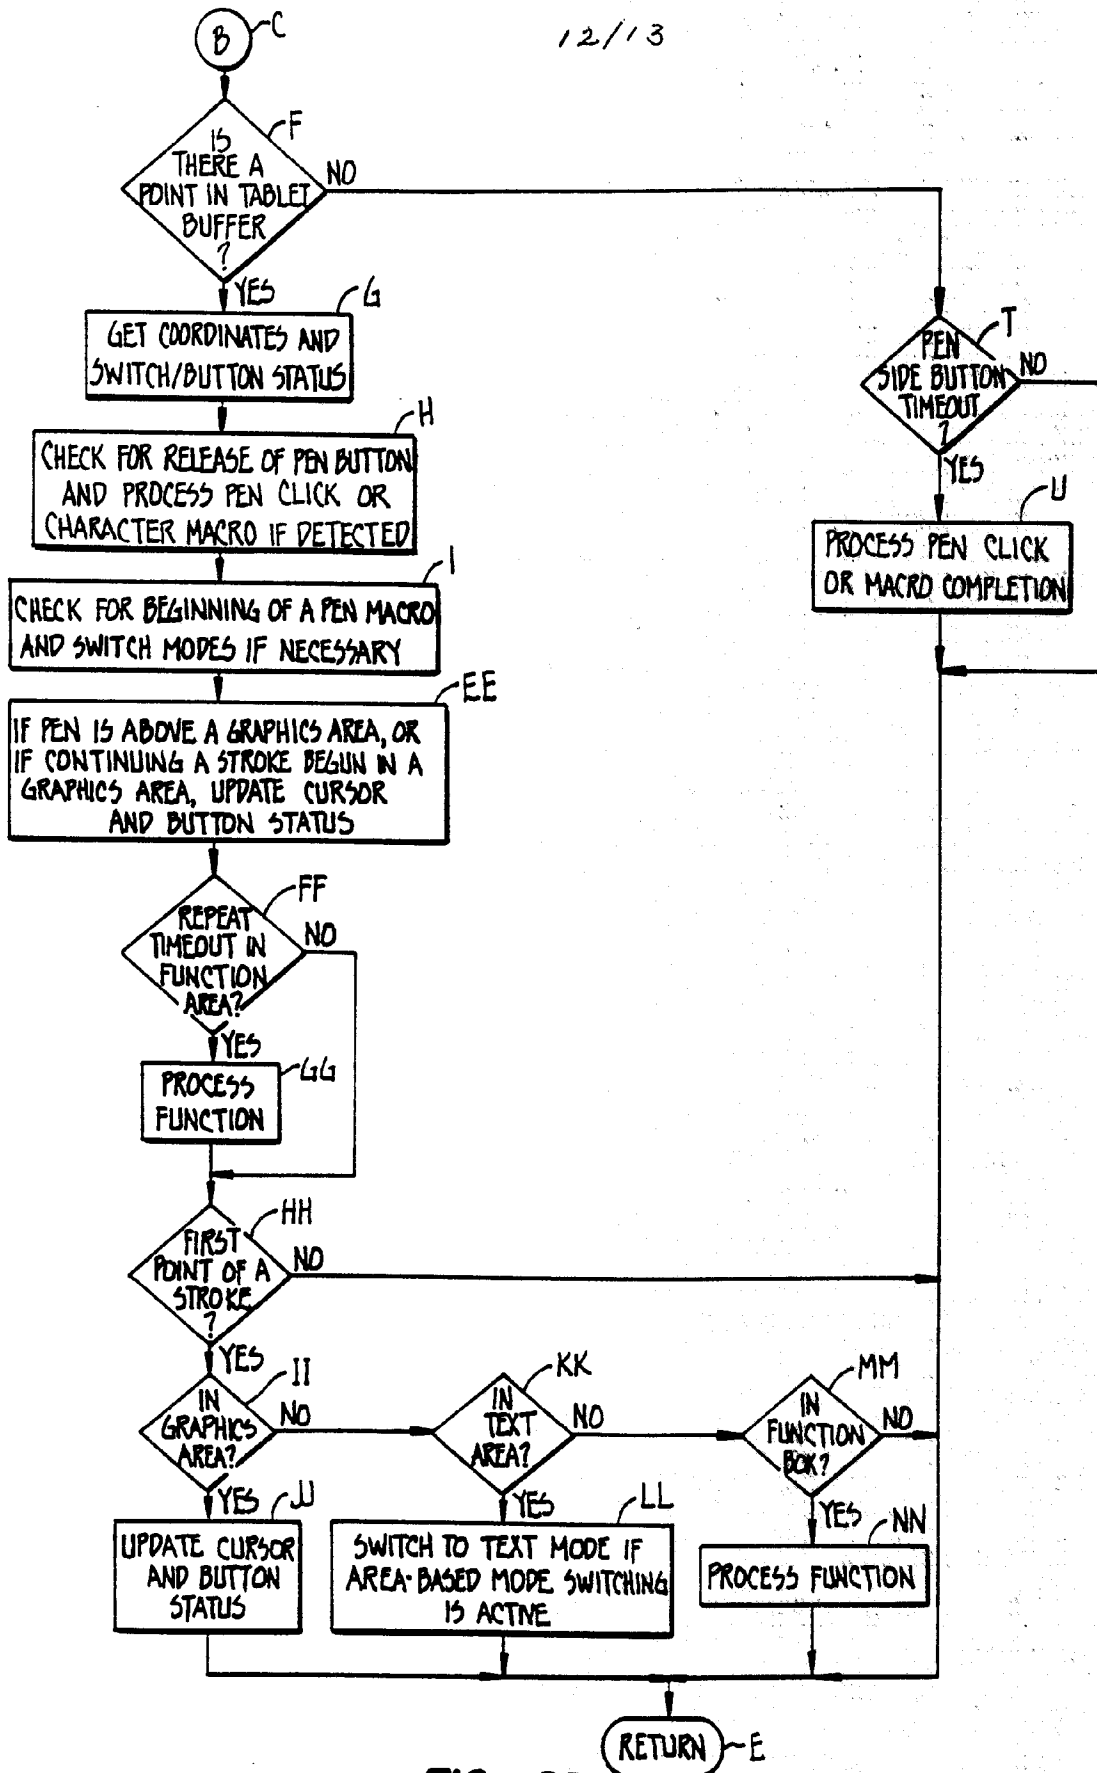 12/13
B
C
F
IS
THERE A
POINT IN TABLET
BUFFER
?
NO
YES
G
GET COORDINATES AND
SWITCH/BUTTON STATUS
T
PEN
SIDE BUTTON
TIMEOUT
?
NO
YES
H
CHECK FOR RELEASE OF PEN BUTTON
AND PROCESS PEN CLICK OR
CHARACTER MACRO IF DETECTED
U
PROCESS PEN CLICK
OR MACRO COMPLETION
I
CHECK FOR BEGINNING OF A PEN MACRO
AND SWITCH MODES IF NECESSARY
EE
IF PEN IS ABOVE A GRAPHICS AREA, OR
IF CONTINUING A STROKE BEGUN IN A
GRAPHICS AREA, UPDATE CURSOR
AND BUTTON STATUS
FF
REPEAT
TIMEOUT IN
FUNCTION
AREA?
NO
YES
GG
PROCESS
FUNCTION
HH
FIRST
POINT OF A
STROKE
?
NO
YES
II
IN
GRAPHICS
AREA?
NO
YES
KK
IN
TEXT
AREA?
NO
YES
MM
IN
FUNCTION
BOX?
NO
YES
JJ
UPDATE CURSOR
AND BUTTON
STATUS
LL
SWITCH TO TEXT MODE IF
AREA-BASED MODE SWITCHING
IS ACTIVE
NN
PROCESS FUNCTION
RETURN
E